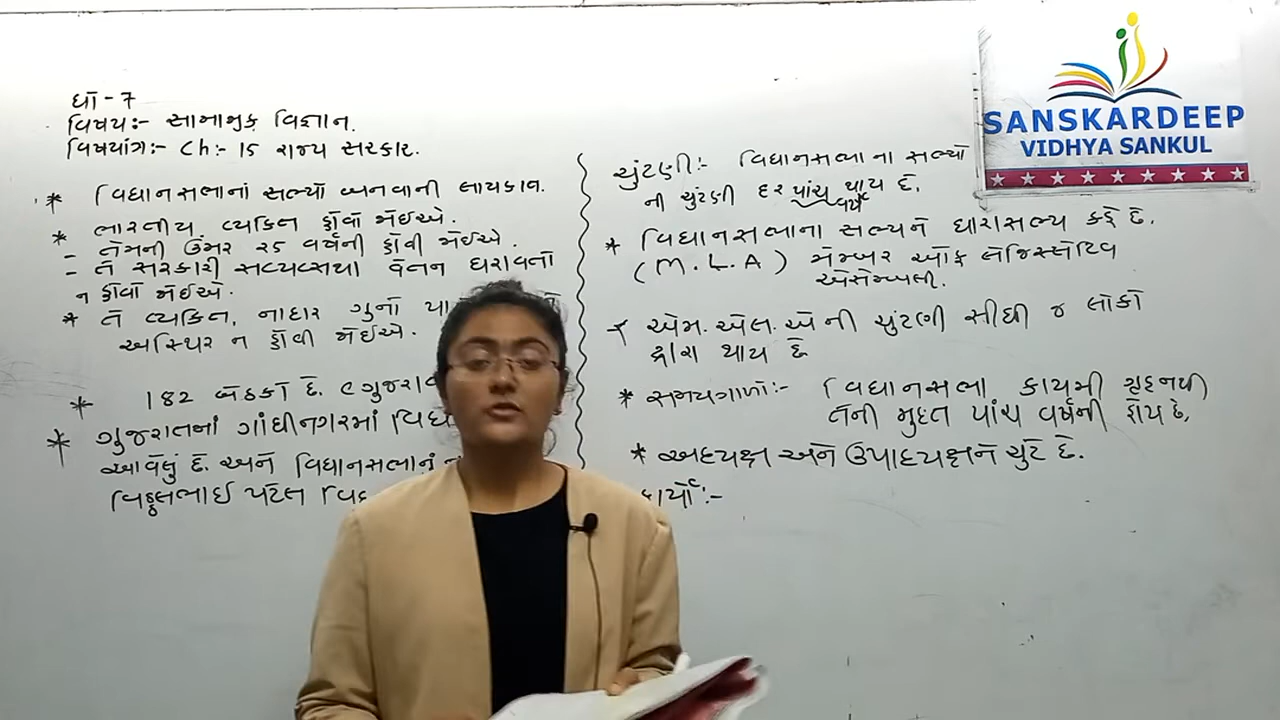 ધો - 7
વિષય:- સામાજીક વિજ્ઞાન.
વિષયાંગ:- Ch:- 15 રાજ્ય સરકાર.
* વિધાનસભાનાં સભ્યો બનવાની લાયકાત.
* ભારતીય વ્યકિત હોવો જોઈએ.
- તેમની ઉંમર ૨૫ વર્ષની હોવી જોઈએ.
- તે સરકારી વેતન ધરાવતો
ન હોવો જોઈએ.
* તે વ્યકિત, નાદાર ગુનો
અસ્થિર ન હોવી જોઈએ.
* 182 બેઠકો છે.
* ગુજરાતનાં ગાંધીનગરમાં
આવેલું છે. અને વિધાનસભાનું
વિઠ્ઠલભાઈ પટેલ
ચુંટણી:- વિધાનસભા ના સભ્યો
ની ચુંટણી દર પાંચ થાય છે.
વર્ષે
* વિધાનસભાના સભ્યને ધારાસભ્ય કહે છે.
(M.L.A) મેમ્બર ઓફ લેજિસ્લેટિવ
એસેમ્બલી.
* એમ.એલ.એ ની ચુંટણી સીધી જ લોકો
દ્વારા થાય છે
* સમયગાળો:- વિધાનસભા કાયમી ગૃહ નથી
તેની મુદત પાંચ વર્ષની હોય છે.
* અધ્યક્ષ અને ઉપાધ્યક્ષને ચુંટે છે.
SANSKARDEEP
VIDHYA SANKUL